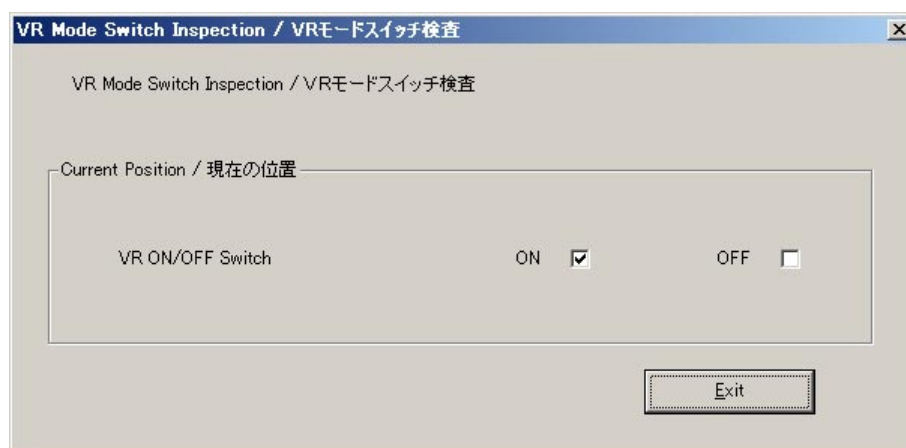 VR Mode Switch Inspection / VRモードスイッチ検査
VR Mode Switch Inspection / VRモードスイッチ検査
Current Position / 現在の位置
VR ON/OFF Switch ON OFF
Exit